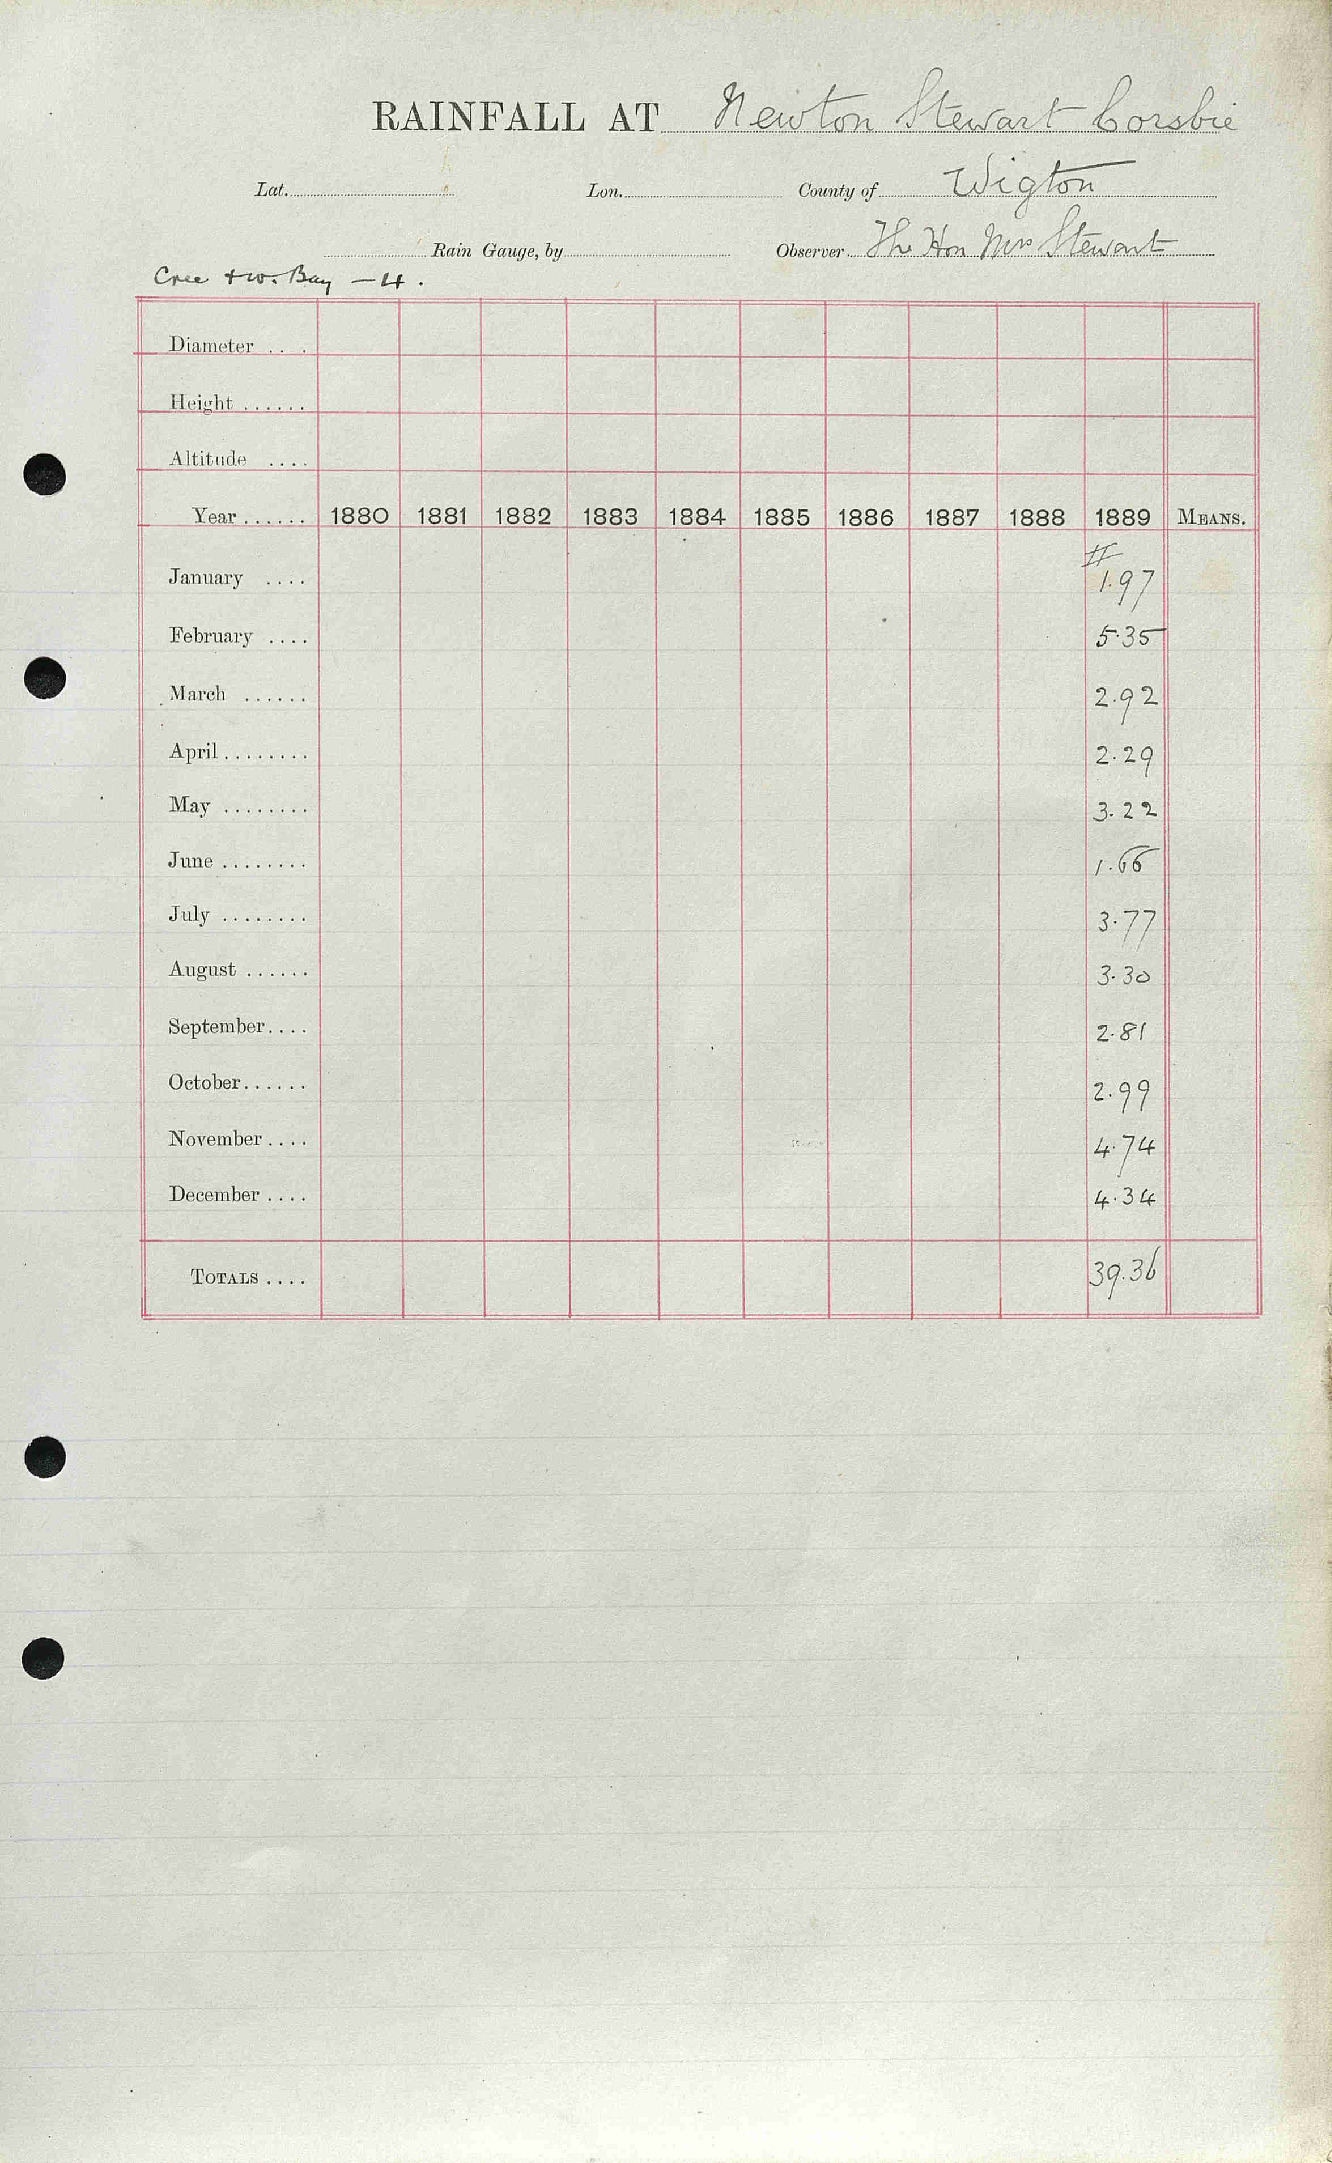 RAINFALL AT Newton Stewart Corsbie
Lat. Lon. County of Wigton
Rain Gauge, by Observer The Hon Mrs Stewart
Cree + W. Bay — 4.
Diameter ....
Height ......
Altitude ....
Year ...... 1880 1881 1882 1883 1884 1885 1886 1887 1888 1889 MEANS.
#
January .... 1.97
February .... 5.35
March ...... 2.92
April ........ 2.29
May ........ 3.22
June ........ 1.66
July ........ 3.77
August ...... 3.30
September.... 2.81
October...... 2.99
November.... 4.74
December.... 4.34
TOTALS .... 39.36